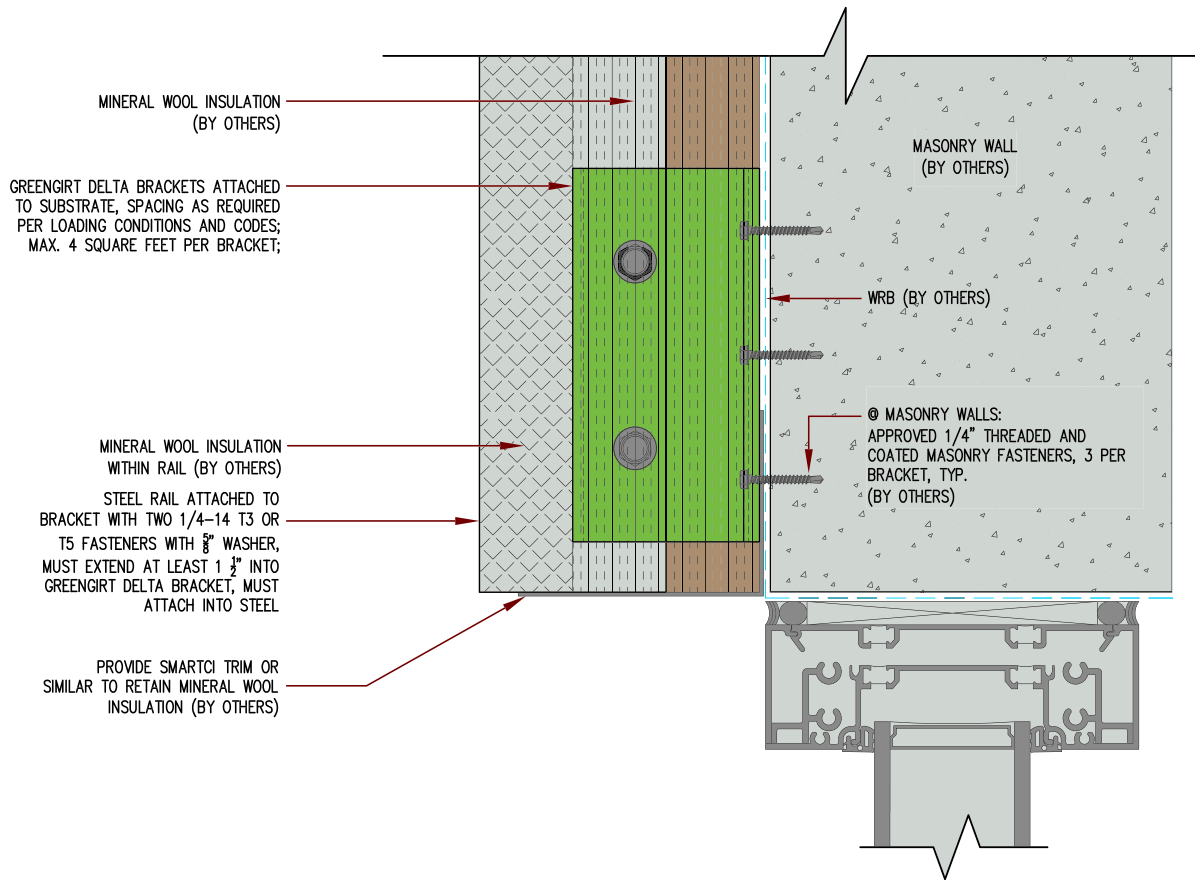 MINERAL WOOL INSULATION
(BY OTHERS)
GREENGIRT DELTA BRACKETS ATTACHED
TO SUBSTRATE, SPACING AS REQUIRED
PER LOADING CONDITIONS AND CODES;
MAX. 4 SQUARE FEET PER BRACKET;
MINERAL WOOL INSULATION
WITHIN RAIL (BY OTHERS)
STEEL RAIL ATTACHED TO
BRACKET WITH TWO 1/4-14 T3 OR
T5 FASTENERS WITH 5/8" WASHER,
MUST EXTEND AT LEAST 1 1/2" INTO
GREENGIRT DELTA BRACKET, MUST
ATTACH INTO STEEL
PROVIDE SMARTCI TRIM OR
SIMILAR TO RETAIN MINERAL WOOL
INSULATION (BY OTHERS)
MASONRY WALL
(BY OTHERS)
WRB (BY OTHERS)
@ MASONRY WALLS:
APPROVED 1/4" THREADED AND
COATED MASONRY FASTENERS, 3 PER
BRACKET, TYP.
(BY OTHERS)